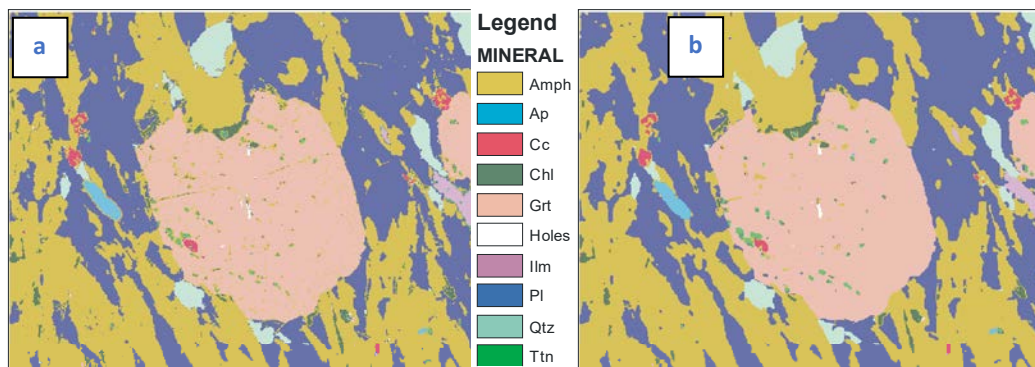 a
Legend
MINERAL
Amph
Ap
Cc
Chl
Grt
Holes
Ilm
Pl
Qtz
Ttn
b